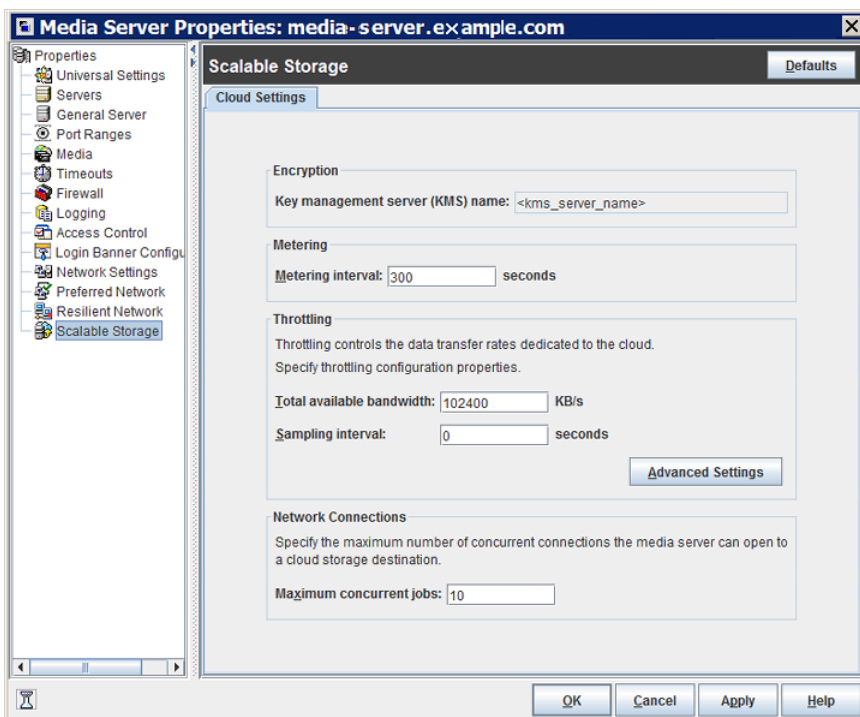 Media Server Properties: media-server.example.com
Properties
Universal Settings
Servers
General Server
Port Ranges
Media
Timeouts
Firewall
Logging
Access Control
Login Banner Configu
Network Settings
Preferred Network
Resilient Network
Scalable Storage
Scalable Storage
Defaults
Cloud Settings
Encryption
Key management server (KMS) name: <kms_server_name>
Metering
Metering interval: 300 seconds
Throttling
Throttling controls the data transfer rates dedicated to the cloud.
Specify throttling configuration properties.
Total available bandwidth: 102400 KB/s
Sampling interval: 0 seconds
Advanced Settings
Network Connections
Specify the maximum number of concurrent connections the media server can open to
a cloud storage destination.
Maximum concurrent jobs: 10
OK Cancel Apply Help